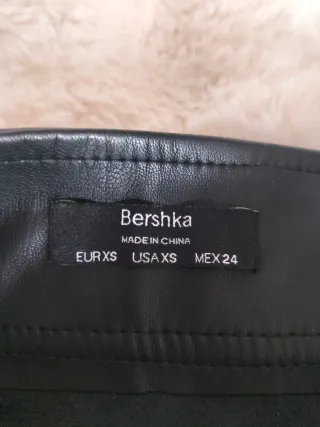 Bershka
MADE IN CHINA
EUR XS USA XS MEX 24